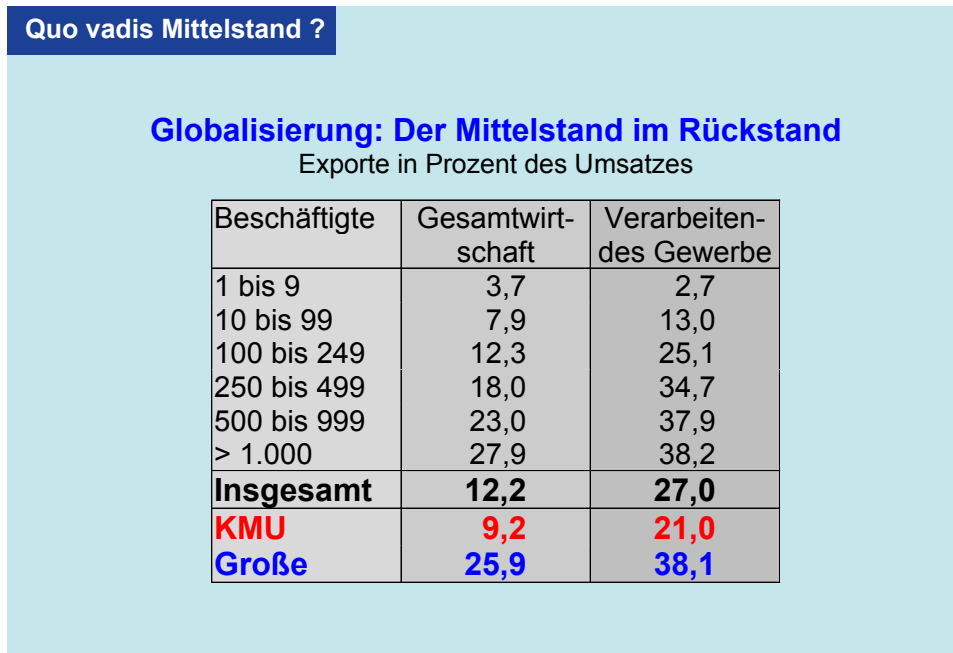 Quo vadis Mittelstand ?
Globalisierung: Der Mittelstand im Rückstand
Exporte in Prozent des Umsatzes
Beschäftigte Gesamtwirt- Verarbeiten-
schaft des Gewerbe
1 bis 9 3,7 2,7
10 bis 99 7,9 13,0
100 bis 249 12,3 25,1
250 bis 499 18,0 34,7
500 bis 999 23,0 37,9
> 1.000 27,9 38,2
Insgesamt 12,2 27,0
KMU 9,2 21,0
Große 25,9 38,1